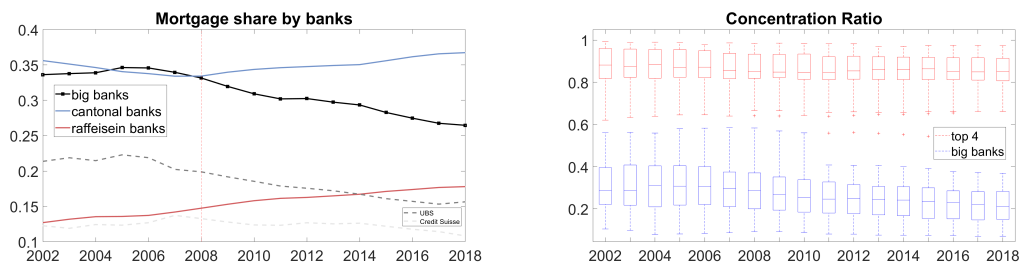 Mortgage share by banks
0.4
0.35
0.3
0.25
0.2
0.15
0.1
big banks
cantonal banks
raffeisein banks
UBS
Credit Suisse
2002 2004 2006 2008 2010 2012 2014 2016 2018
Concentration Ratio
1
0.8
0.6
0.4
0.2
top 4
big banks
2002 2004 2006 2008 2010 2012 2014 2016 2018